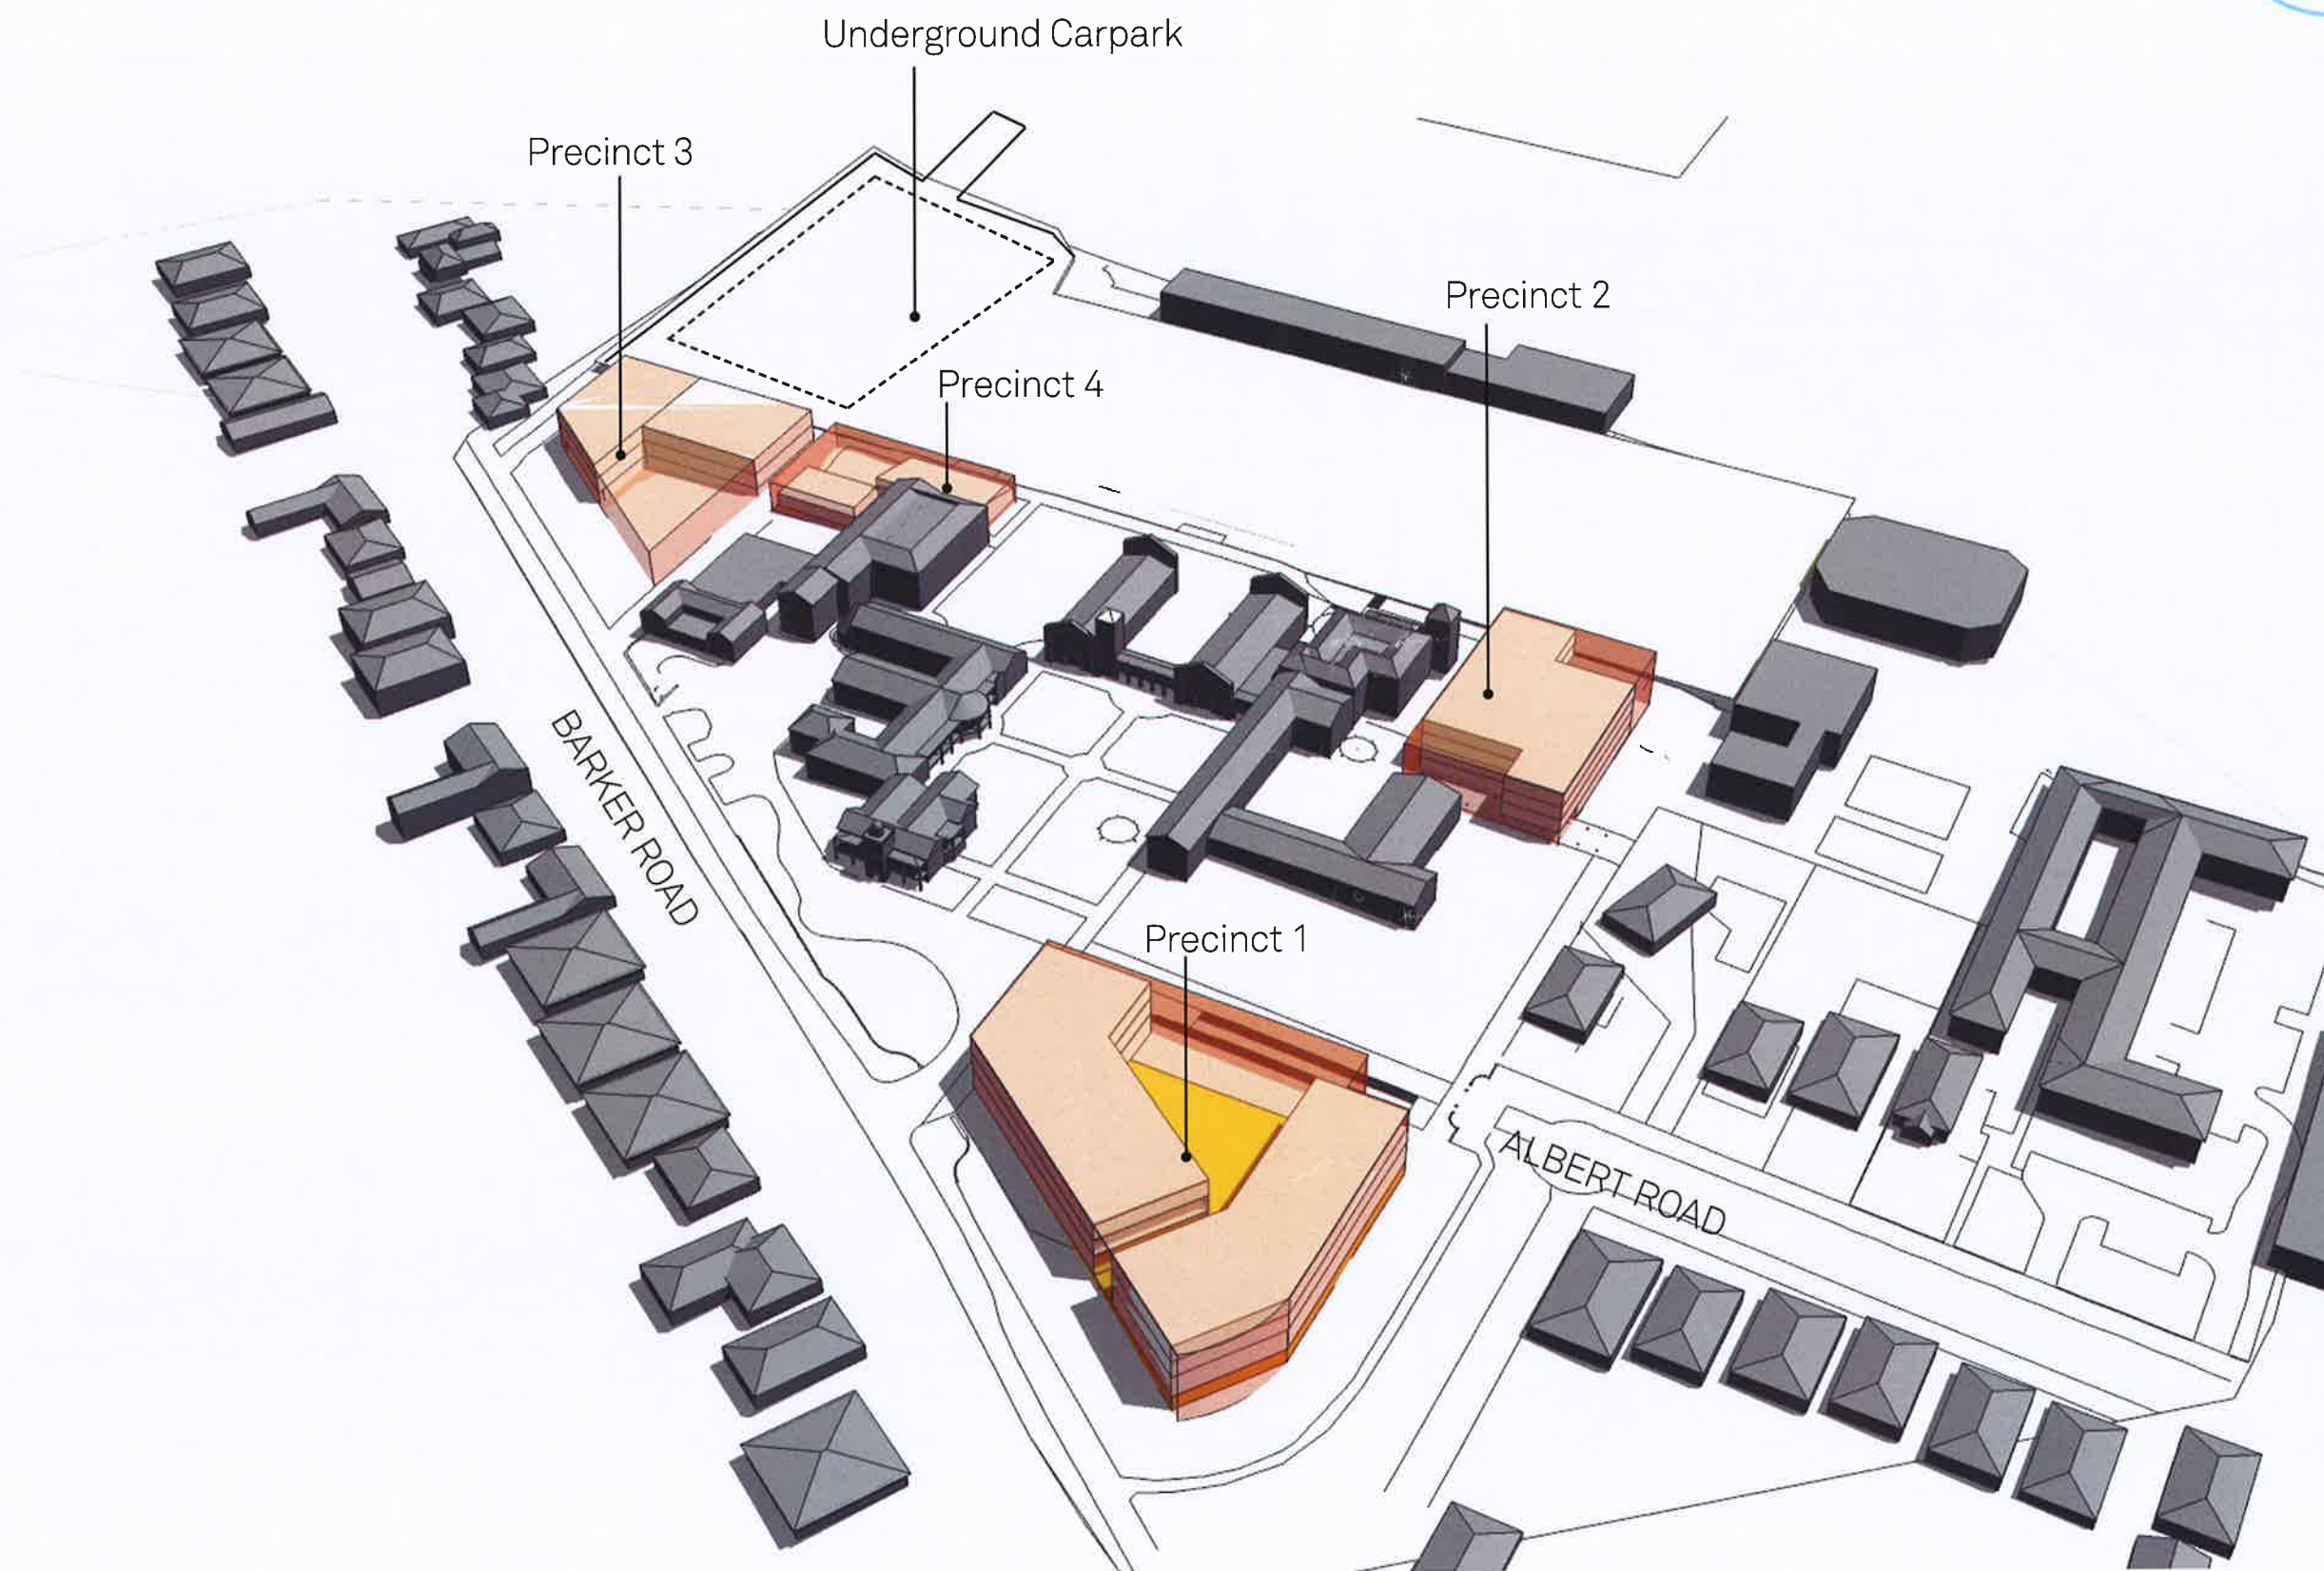 Underground Carpark
Precinct 3
Precinct 2
Precinct 4
BARKER ROAD
Precinct 1
ALBERT ROAD